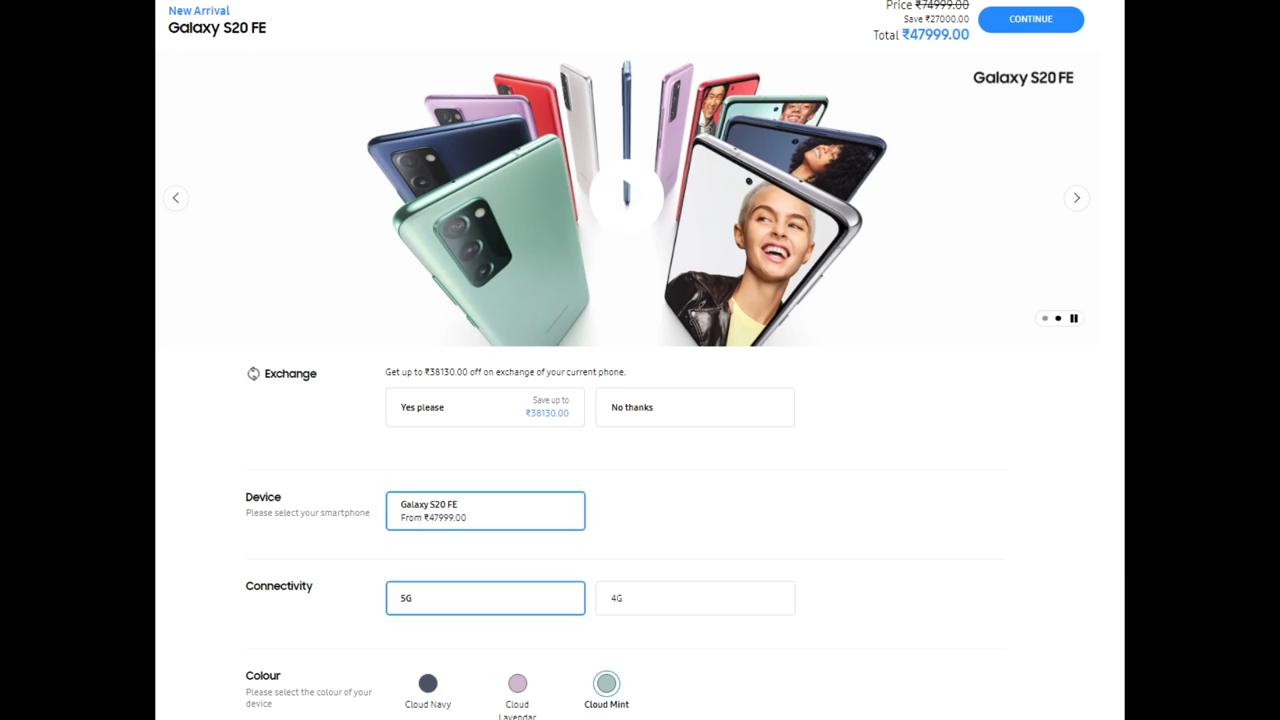 New Arrival
Galaxy S20 FE
Price ₹74999.00
Save ₹27000.00
Total ₹47999.00
CONTINUE
Galaxy S20 FE
Exchange
Get up to ₹38130.00 off on exchange of your current phone.
Yes please
Save up to
₹38130.00
No thanks
Device
Please select your smartphone
Galaxy S20 FE
From ₹47999.00
Connectivity
5G
4G
Colour
Please select the colour of your
device
Cloud Navy
Cloud
Lavendar
Cloud Mint